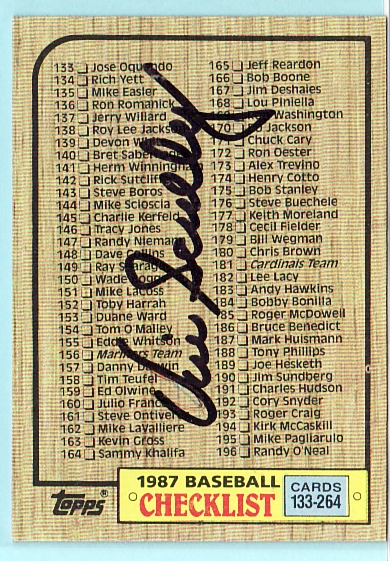 133 Jose Oquendo
134 Rich Yett
135 Mike Easler
136 Ron Romanick
137 Jerry Willard
138 Roy Lee Jackson
139 Devon
140 Bret Saberhagen
141 Herm Winningham
142 Rick Sutcliffe
143 Steve Boros
144 Mike Scioscia
145 Charlie Kerfeld
146 Tracy Jones
147 Randy Niemann
148 Dave Collins
149 Ray Searage
150 Wade Boggs
151 Mike LaCoss
152 Toby Harrah
153 Duane Ward
154 Tom O'Malley
155 Eddie Whitson
156 Mariners Team
157 Danny Darwin
158 Tim Teufel
159 Ed Olwine
160 Julio Franco
161 Steve Ontiveros
162 Mike Lavalliere
163 Kevin Gross
164 Sammy Khalifa
165 Jeff Reardon
166 Bob Boone
167 Jim Deshaies
168 Lou Piniella
169 Washington
170 Bo Jackson
171 Chuck Cary
172 Ron Oester
173 Alex Trevino
174 Henry Cotto
175 Bob Stanley
176 Steve Buechele
177 Keith Moreland
178 Cecil Fielder
179 Bill Wegman
180 Chris Brown
181 Cardinals Team
182 Lee Lacy
183 Andy Hawkins
184 Bobby Bonilla
185 Roger McDowell
186 Bruce Benedict
187 Mark Huismann
188 Tony Phillips
189 Joe Hesketh
190 Jim Sundberg
191 Charles Hudson
192 Cory Snyder
193 Roger Craig
194 Kirk McCaskill
195 Mike Pagliarulo
196 Randy O'Neal
Vin Scully
Topps®
1987 BASEBALL
CHECKLIST
CARDS
133-264